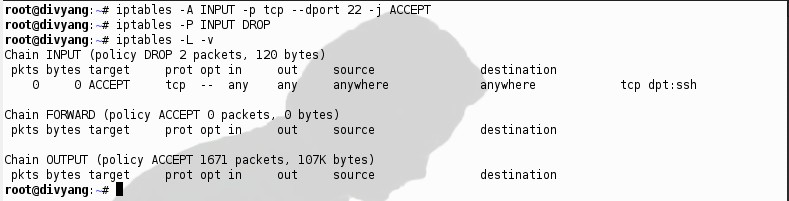 root@divyang:~# iptables -A INPUT -p tcp --dport 22 -j ACCEPT
root@divyang:~# iptables -P INPUT DROP
root@divyang:~# iptables -L -v
Chain INPUT (policy DROP 2 packets, 120 bytes)
 pkts bytes target     prot opt in     out     source               destination
    0     0 ACCEPT     tcp  --  any    any     anywhere             anywhere             tcp dpt:ssh
Chain FORWARD (policy ACCEPT 0 packets, 0 bytes)
 pkts bytes target     prot opt in     out     source               destination
Chain OUTPUT (policy ACCEPT 1671 packets, 107K bytes)
 pkts bytes target     prot opt in     out     source               destination
root@divyang:~#